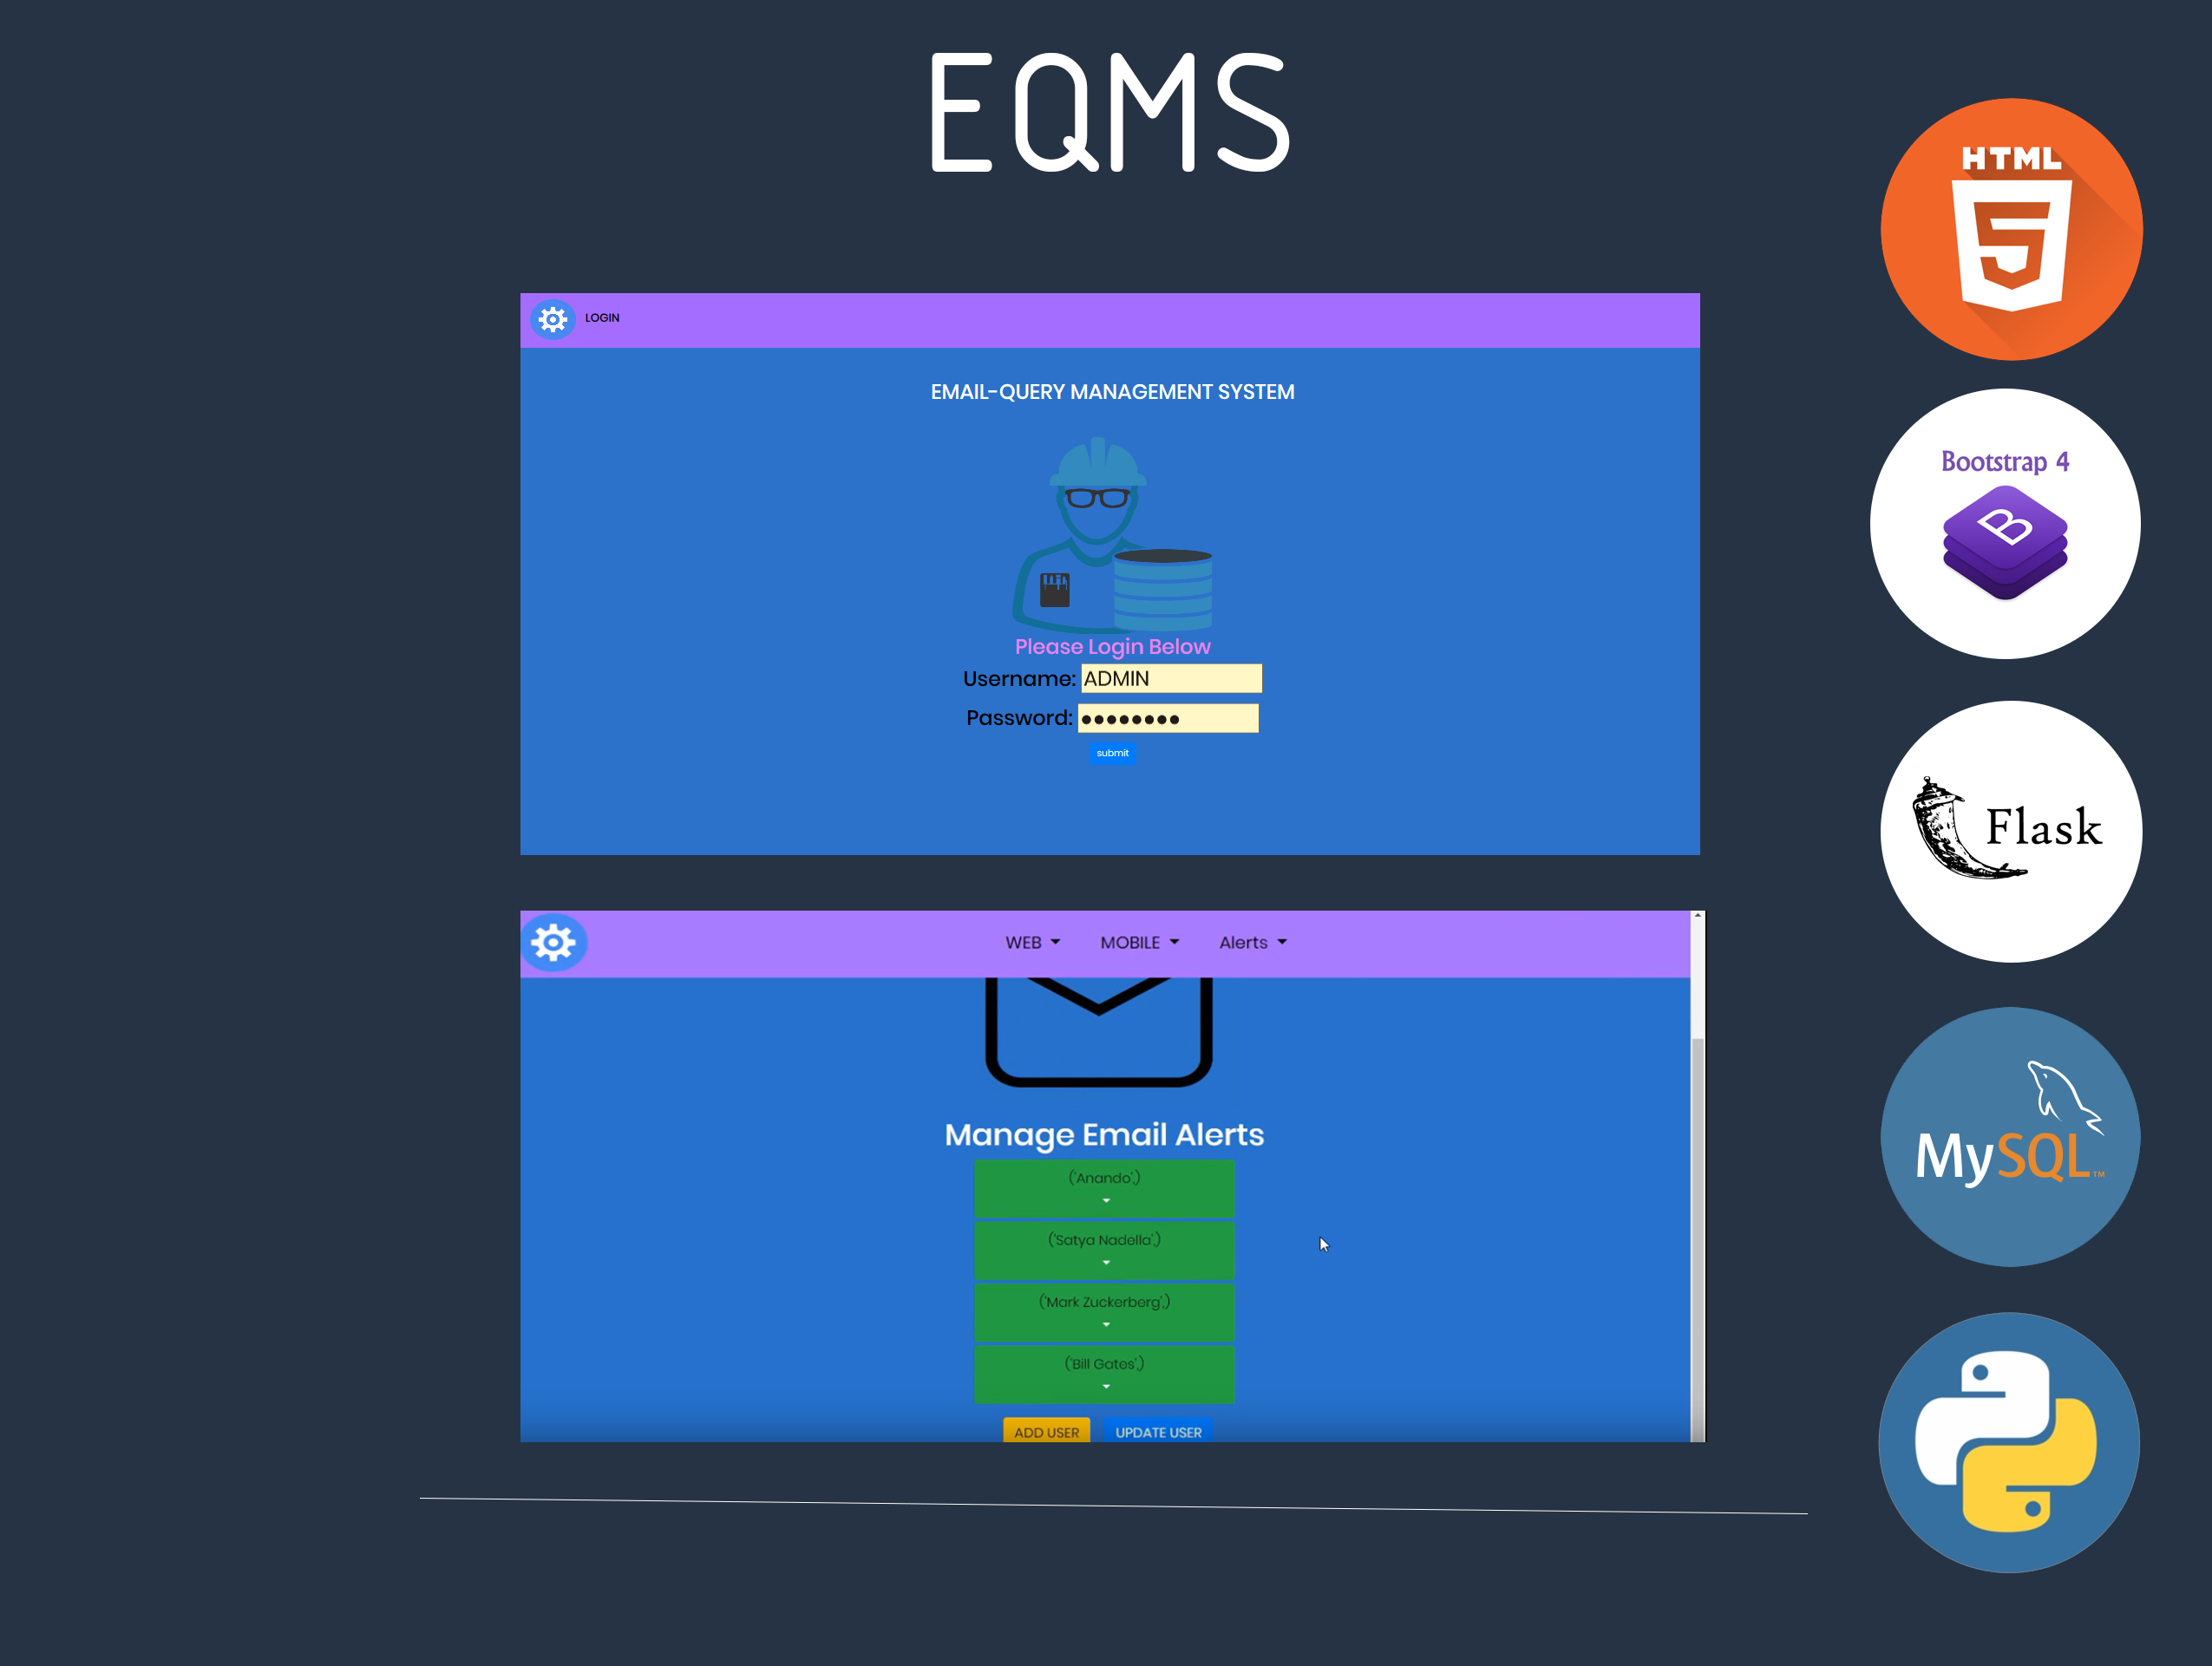 EQMS
LOGIN
EMAIL-QUERY MANAGEMENT SYSTEM
Please Login Below
Username: ADMIN
Password: ●●●●●●●●
submit
WEB MOBILE Alerts
Manage Email Alerts
('Anando',)
('Satya Nadella',)
('Mark Zuckerberg',)
('Bill Gates',)
ADD USER UPDATE USER
HTML
5
Bootstrap 4
B
Flask
MySQL™